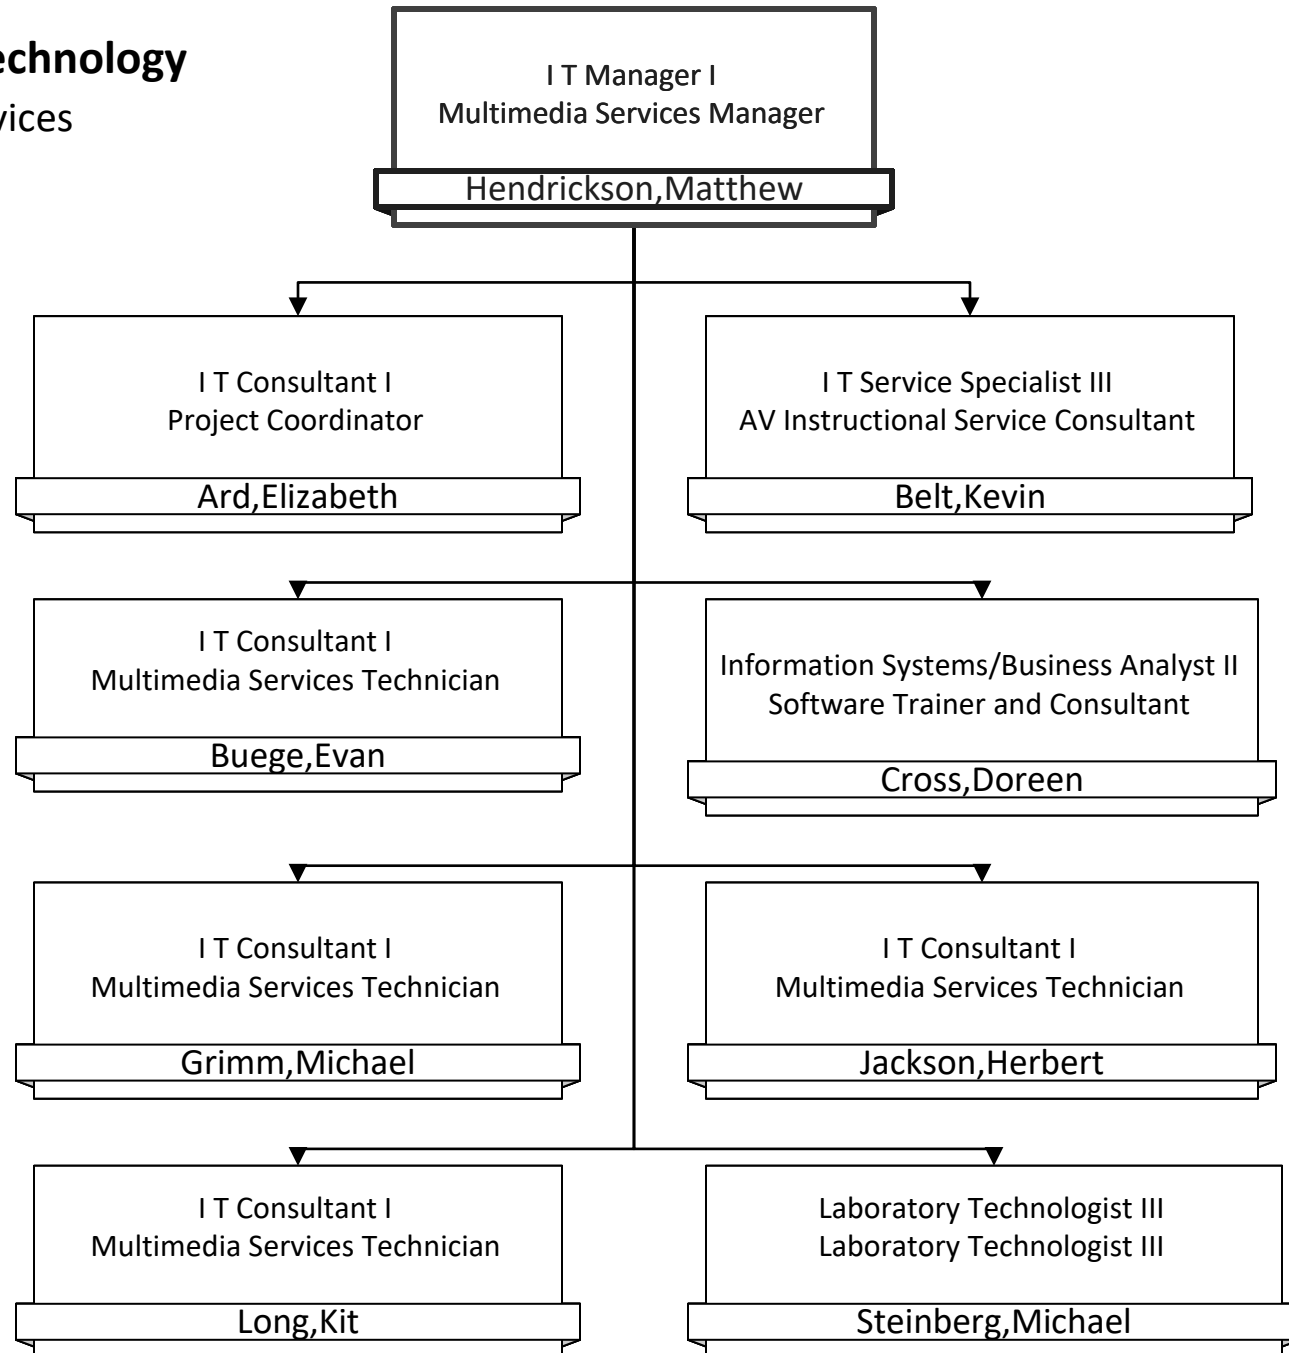 echnology
vices
I T Manager I
Multimedia Services Manager
Hendrickson,Matthew
I T Consultant I
Project Coordinator
Ard,Elizabeth
I T Service Specialist III
AV Instructional Service Consultant
Belt,Kevin
I T Consultant I
Multimedia Services Technician
Buege,Evan
Information Systems/Business Analyst II
Software Trainer and Consultant
Cross,Doreen
I T Consultant I
Multimedia Services Technician
Grimm,Michael
I T Consultant I
Multimedia Services Technician
Jackson,Herbert
I T Consultant I
Multimedia Services Technician
Long,Kit
Laboratory Technologist III
Laboratory Technologist III
Steinberg,Michael